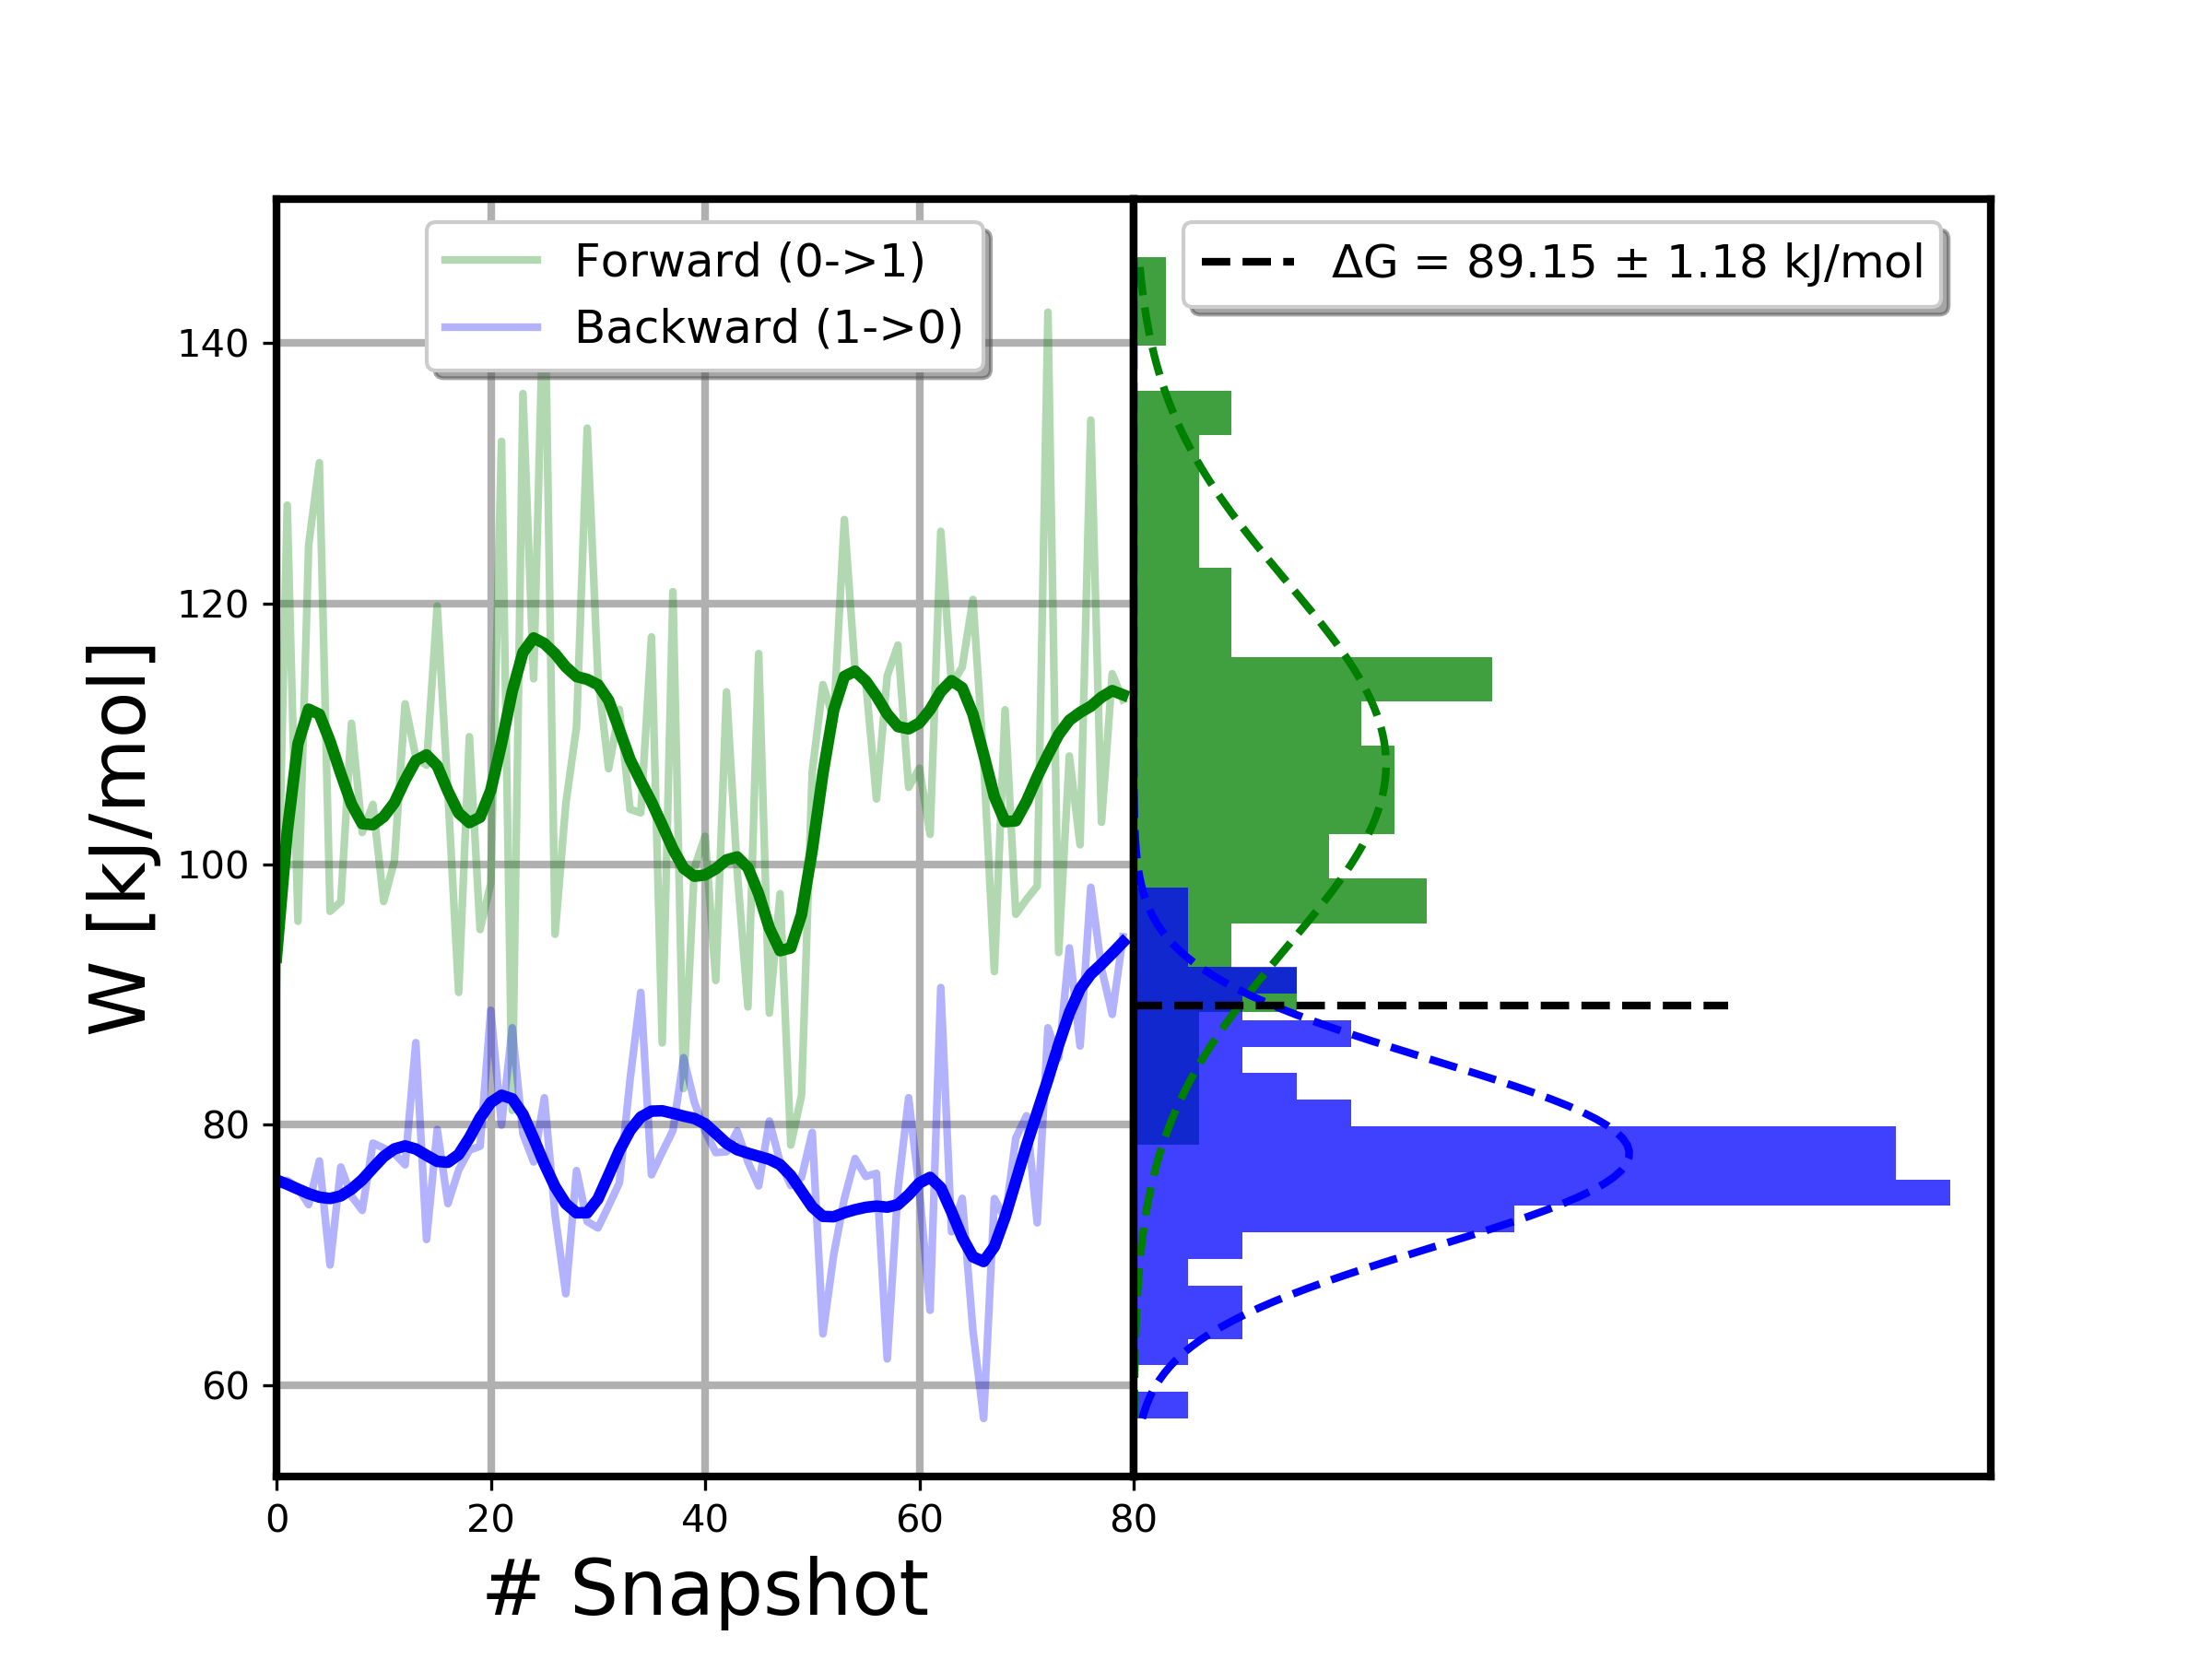 Forward (0->1)
Backward (1->0)
ΔG = 89.15 ± 1.18 kJ/mol
W [kJ/mol]
140
120
100
80
60
0 20 40 60 80
# Snapshot